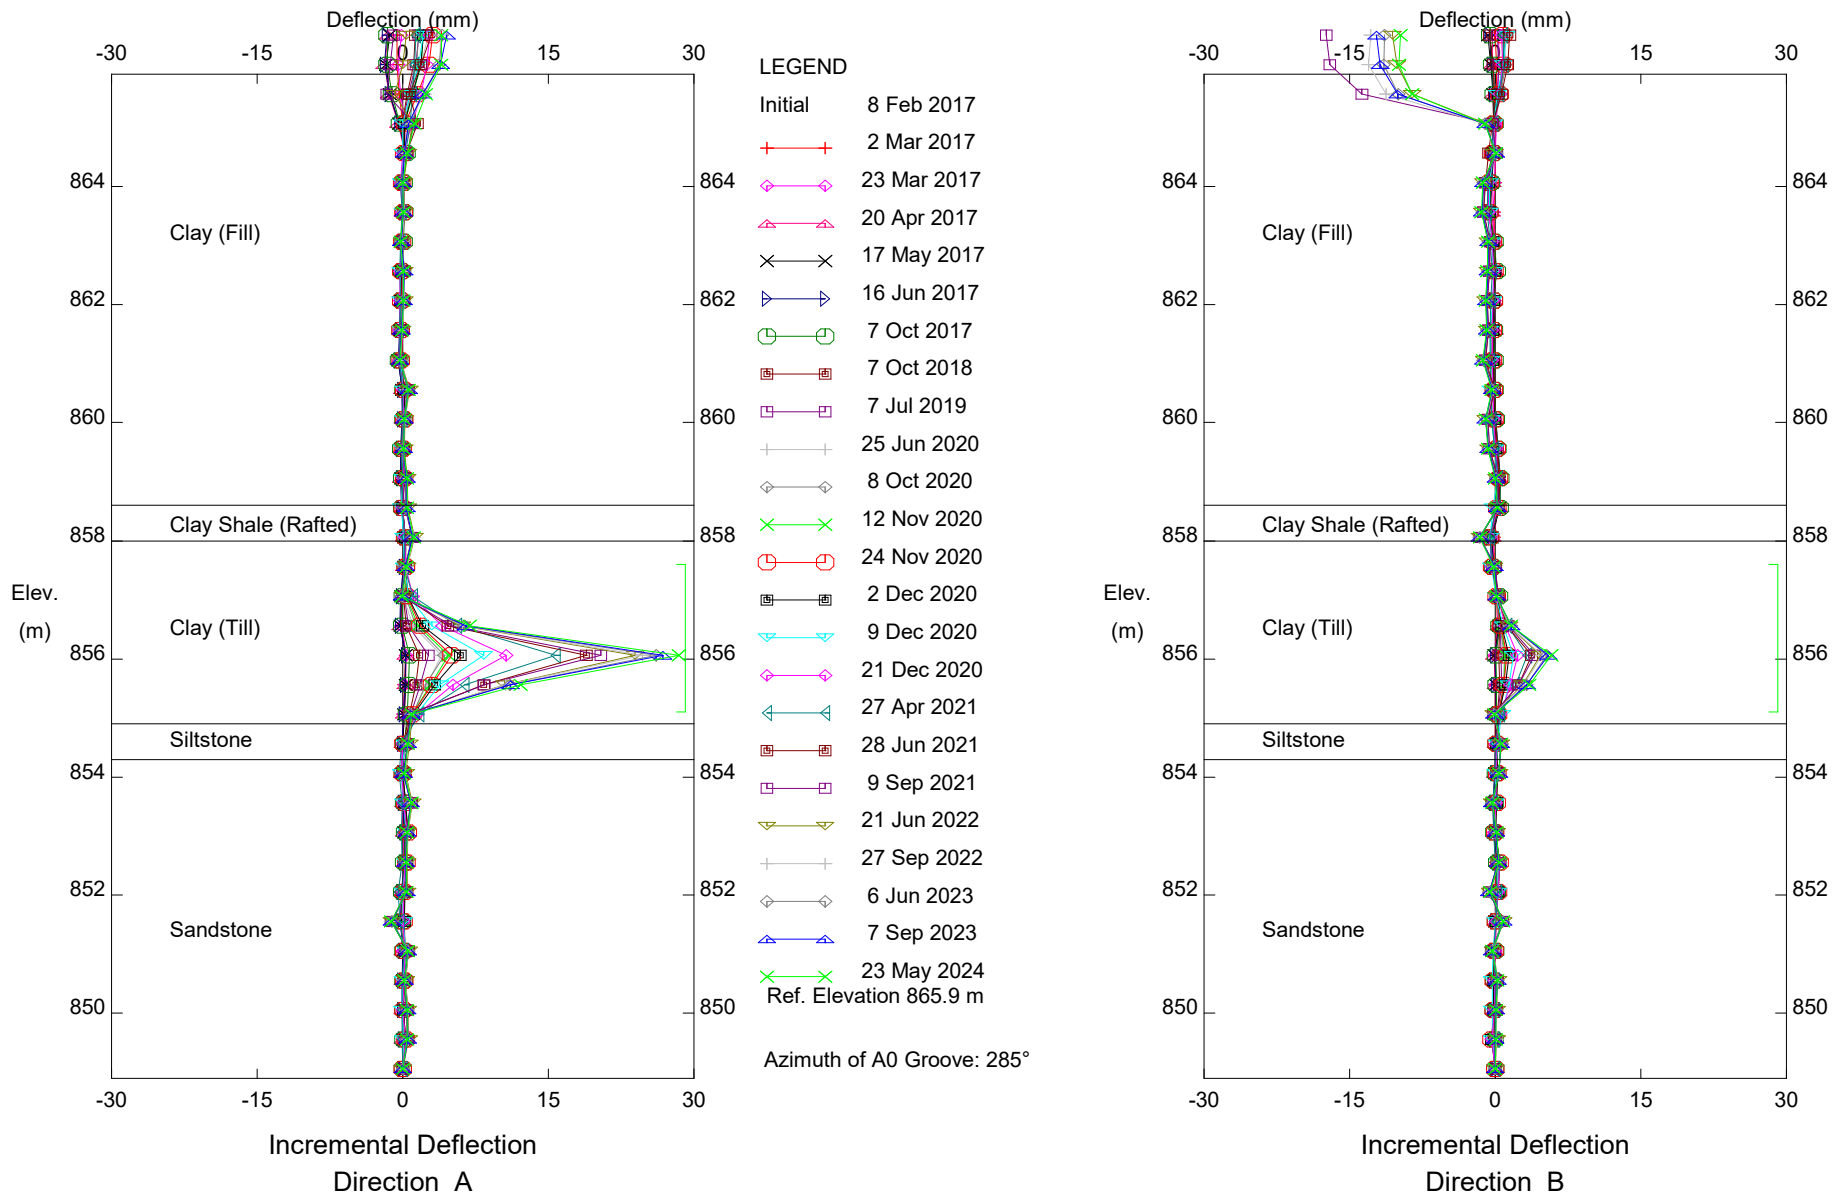 Deflection (mm)
-30 -15 0 15 30
864 864
862 862
860 860
858 858
Elev.
(m)
856 856
854 854
852 852
850 850
Clay (Fill)
Clay Shale (Rafted)
Clay (Till)
Siltstone
Sandstone
-30 -15 0 15 30
Incremental Deflection
Direction A
LEGEND
Initial 8 Feb 2017
2 Mar 2017
23 Mar 2017
20 Apr 2017
17 May 2017
16 Jun 2017
7 Oct 2017
7 Oct 2018
7 Jul 2019
25 Jun 2020
8 Oct 2020
12 Nov 2020
24 Nov 2020
2 Dec 2020
9 Dec 2020
21 Dec 2020
27 Apr 2021
28 Jun 2021
9 Sep 2021
21 Jun 2022
27 Sep 2022
6 Jun 2023
7 Sep 2023
23 May 2024
Ref. Elevation 865.9 m
Azimuth of A0 Groove: 285°
Deflection (mm)
-30 -15 0 15 30
864 864
862 862
860 860
858 858
Elev.
(m)
856 856
854 854
852 852
850 850
Clay (Fill)
Clay Shale (Rafted)
Clay (Till)
Siltstone
Sandstone
-30 -15 0 15 30
Incremental Deflection
Direction B